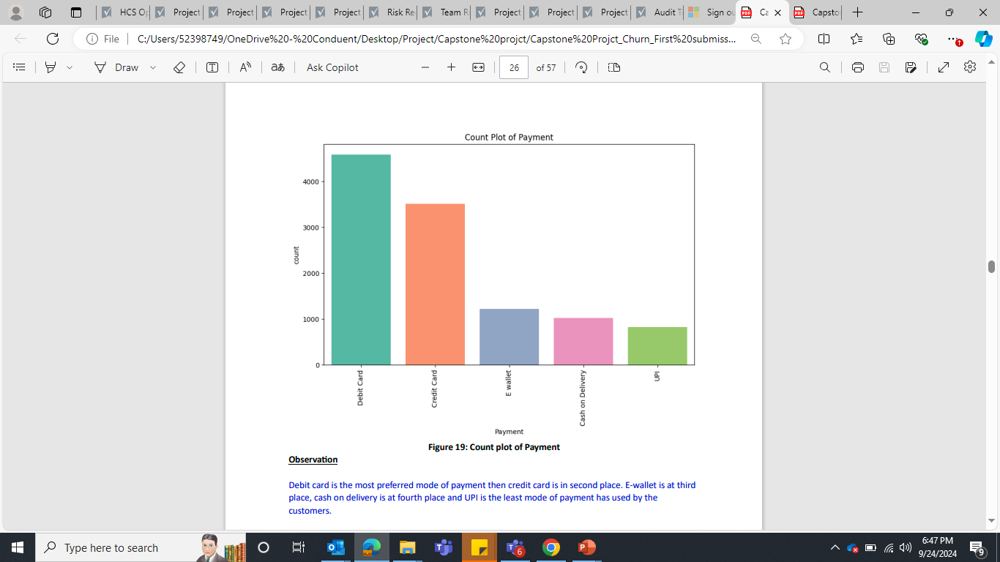 HCS Op
Project
Project
Project
Project
Risk Re
Team R
Project
Project
Project
Audit T
Sign ou
Ca
Capsto
File
C:/Users/52398749/OneDrive%20-%20Conduent/Desktop/Project/Capstone%20projct/Capstone%20Projct_Churn_First%20submiss...
Draw
Ask Copilot
26
of 57
Count Plot of Payment
4000
3000
2000
1000
0
count
Debit Card
Credit Card
E wallet
Cash on Delivery
UPI
Payment
Figure 19: Count plot of Payment
Observation
Debit card is the most preferred mode of payment then credit card is in second place. E-wallet is at third
place, cash on delivery is at fourth place and UPI is the least mode of payment has used by the
customers.
Type here to search
6
6:47 PM
9/24/2024
9